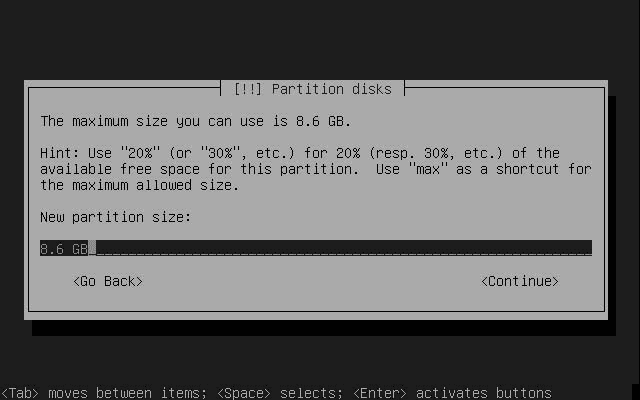 [!!] Partition disks
The maximum size you can use is 8.6 GB.
Hint: Use "20%" (or "30%", etc.) for 20% (resp. 30%, etc.) of the
available free space for this partition.  Use "max" as a shortcut for
the maximum allowed size.
New partition size:
8.6 GB
<Go Back> <Continue>
<Tab> moves between items; <Space> selects; <Enter> activates buttons